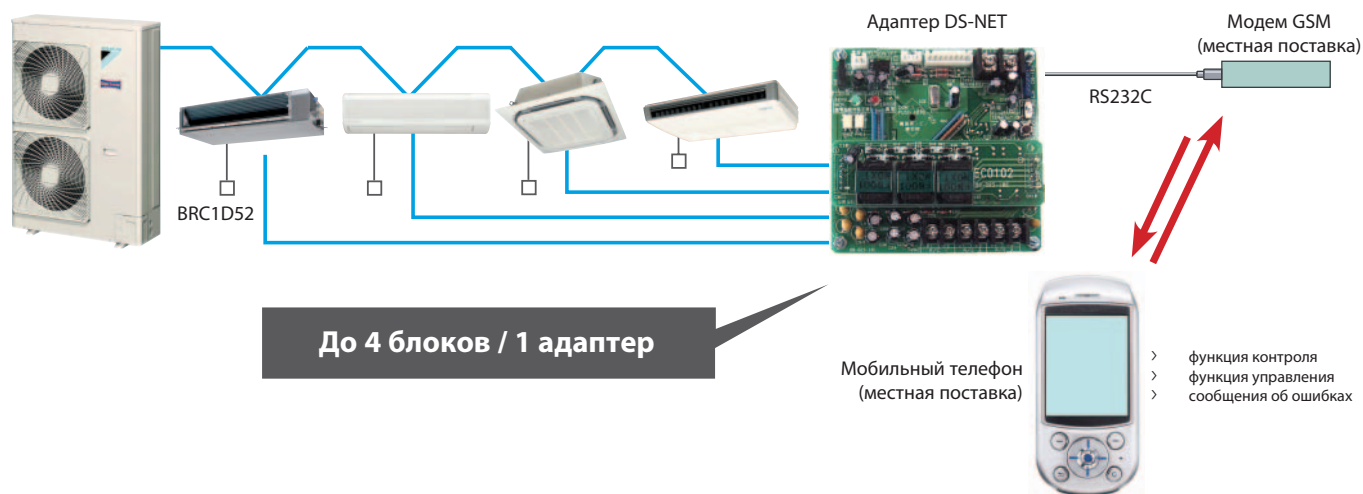 Адаптер DS-NET
Модем GSM
(местная поставка)
RS232C
BRC1D52
C0102
До 4 блоков / 1 адаптер
Мобильный телефон
(местная поставка)
› функция контроля
› функция управления
› сообщения об ошибках